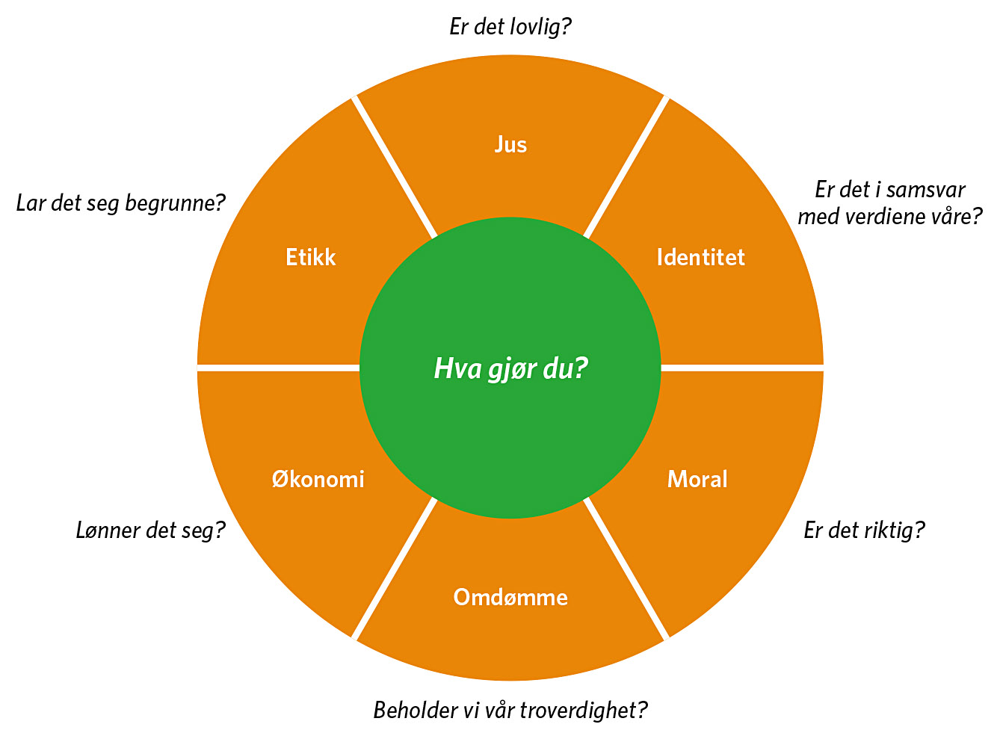 Er det lovlig?
Jus
Er det i samsvar
med verdiene våre?
Identitet
Er det riktig?
Moral
Beholder vi vår troverdighet?
Omdømme
Lønner det seg?
Økonomi
Lar det seg begrunne?
Etikk
Hva gjør du?